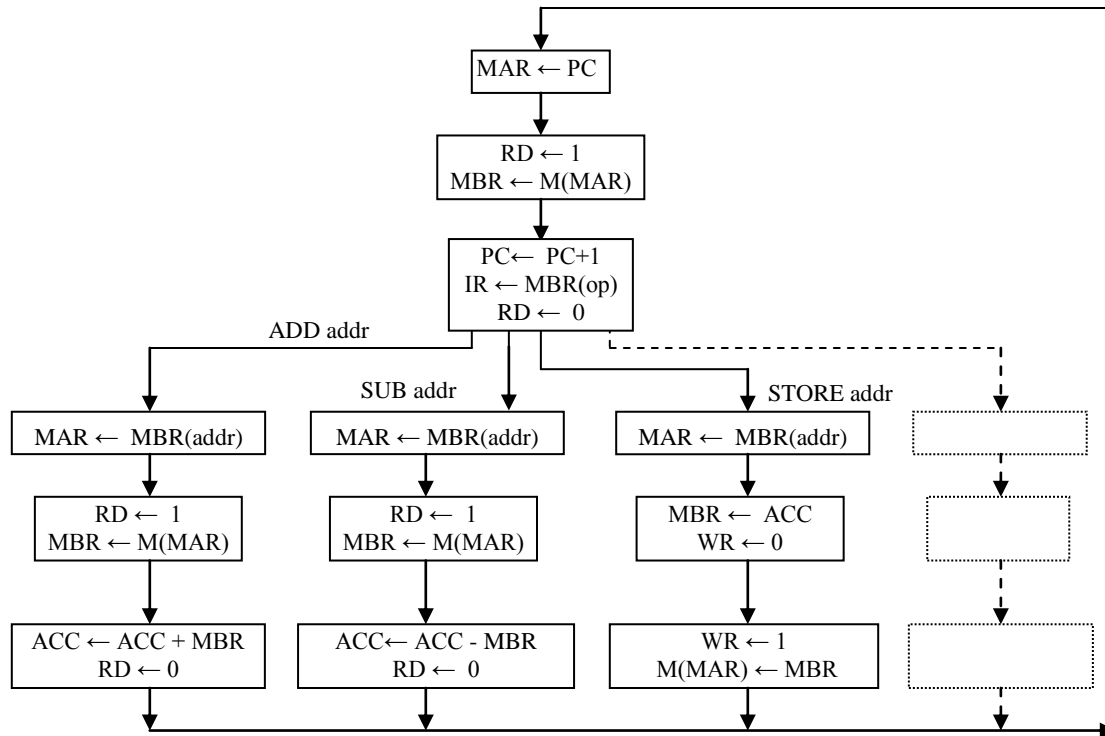 MAR ← PC
RD ← 1
MBR ← M(MAR)
PC← PC+1
IR ← MBR(op)
RD ← 0
ADD addr
SUB addr
STORE addr
MAR ← MBR(addr)
MAR ← MBR(addr)
MAR ← MBR(addr)
RD ← 1
MBR ← M(MAR)
RD ← 1
MBR ← M(MAR)
MBR ← ACC
WR ← 0
ACC ← ACC + MBR
RD ← 0
ACC← ACC - MBR
RD ← 0
WR ← 1
M(MAR) ← MBR